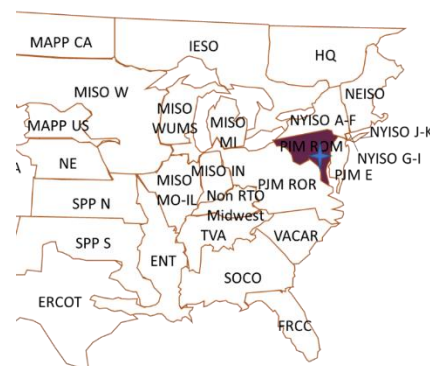 MAPP CA
IESO
HQ
MISO W
NEISO
MISO
WUMS
MISO
MI
NYISO A-F
NYISO J-K
MAPP US
PJM ROM
NYISO G-I
NE
MISO
MO-IL
MISO IN
PJM E
PJM ROR
Non RTO
Midwest
SPP N
TVA
VACAR
SPP S
ENT
SOCO
ERCOT
FRCC